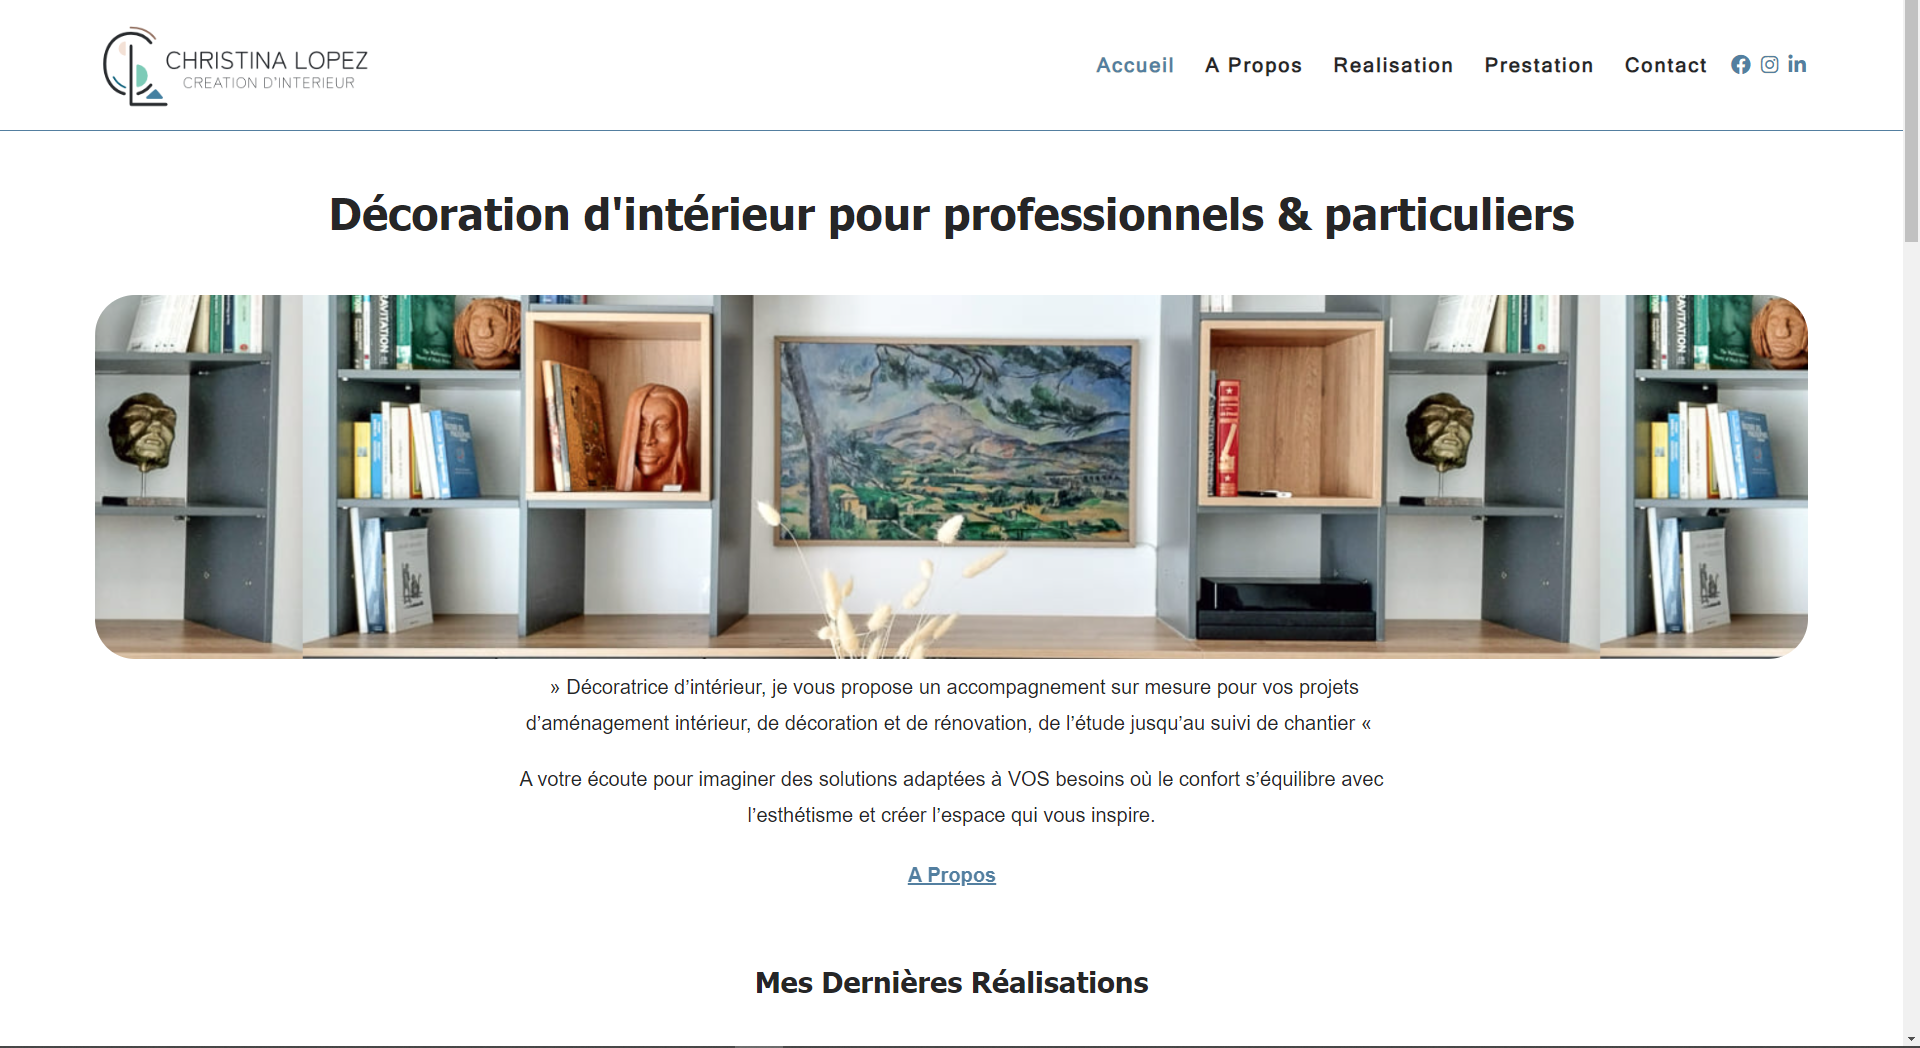 CHRISTINA LOPEZ
CREATION D'INTERIEUR
Accueil A Propos Realisation Prestation Contact
Décoration d'intérieur pour professionnels & particuliers
» Décoratrice d’intérieur, je vous propose un accompagnement sur mesure pour vos projets
d’aménagement intérieur, de décoration et de rénovation, de l’étude jusqu’au suivi de chantier «
A votre écoute pour imaginer des solutions adaptées à VOS besoins où le confort s’équilibre avec
l’esthétisme et créer l’espace qui vous inspire.
A Propos
Mes Dernières Réalisations